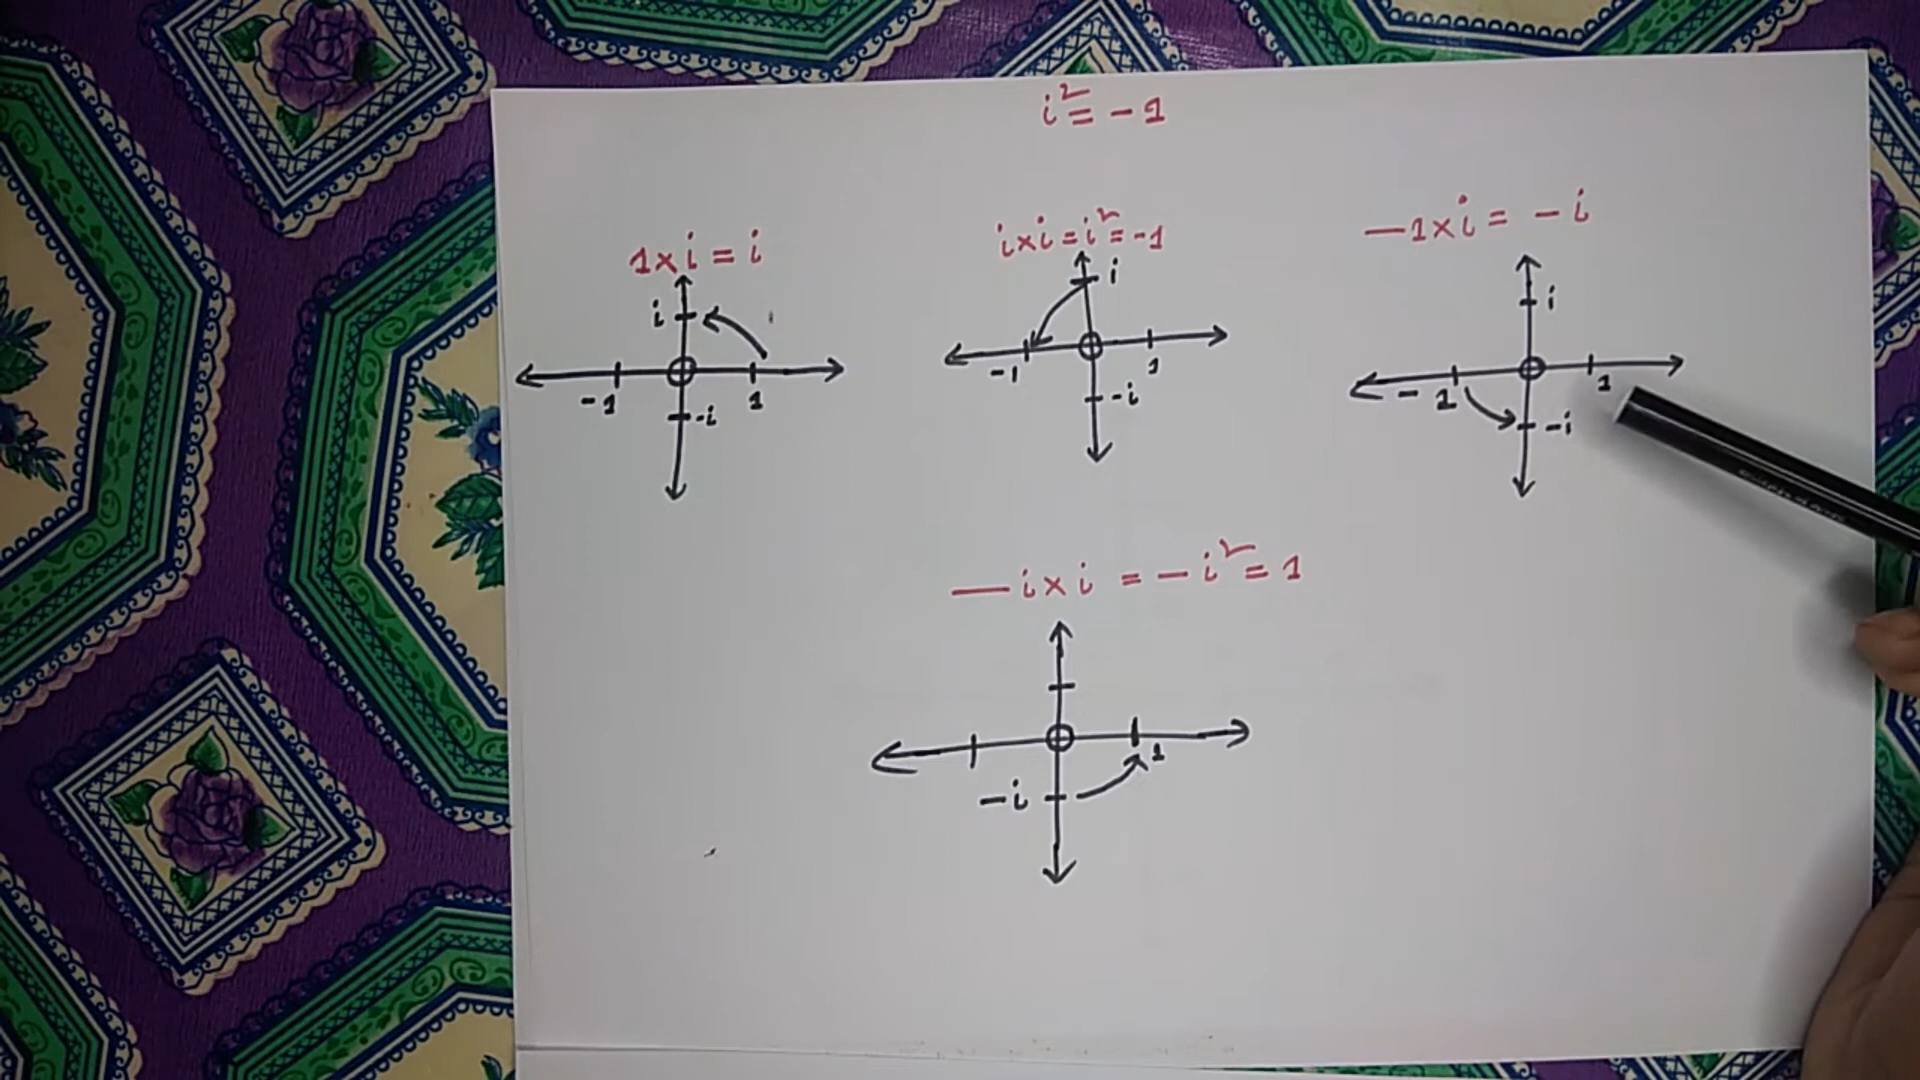 i² = - 1
1 × i = i
i × i = i² = -1
- 1 × i = - i
i
-1
1
-i
i
-1
1
-i
i
- 1
1
-i
- i × i = - i² = 1
1
- i